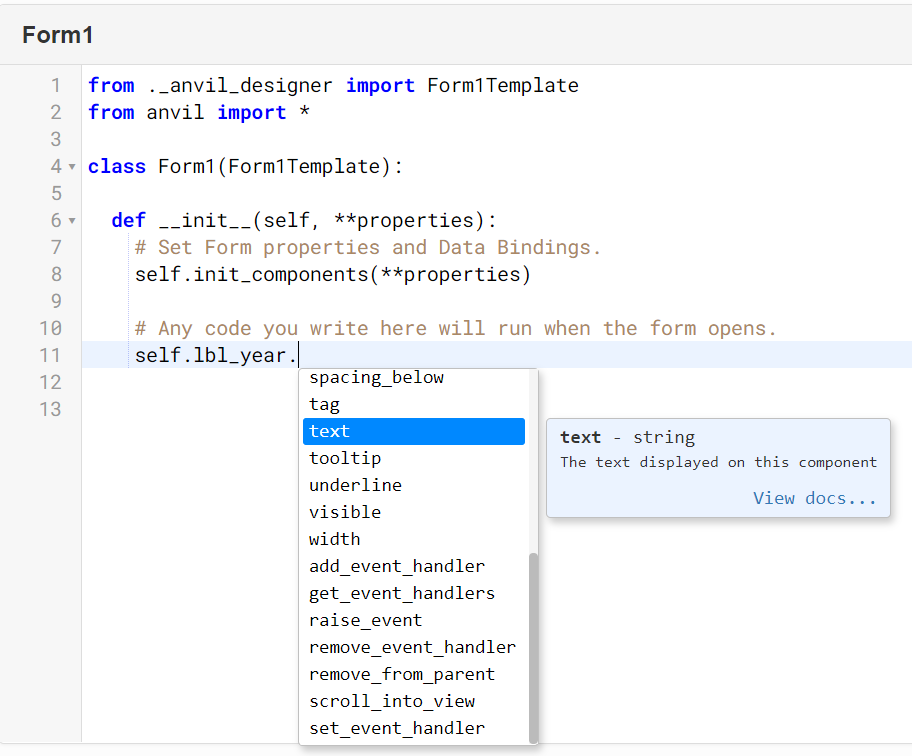 Form1
1 from ._anvil_designer import Form1Template
2 from anvil import *
3
4 class Form1(Form1Template):
5
6 def __init__(self, **properties):
7 # Set Form properties and Data Bindings.
8 self.init_components(**properties)
9
10 # Any code you write here will run when the form opens.
11 self.lbl_year.
12
13
spacing_below
tag
text
tooltip
underline
visible
width
add_event_handler
get_event_handlers
raise_event
remove_event_handler
remove_from_parent
scroll_into_view
set_event_handler
text - string
The text displayed on this component
View docs...